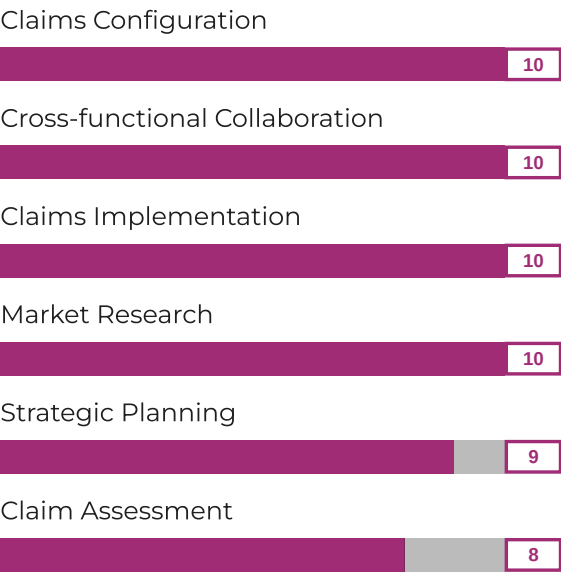 Claims Configuration
10
Cross-functional Collaboration
10
Claims Implementation
10
Market Research
10
Strategic Planning
9
Claim Assessment
8